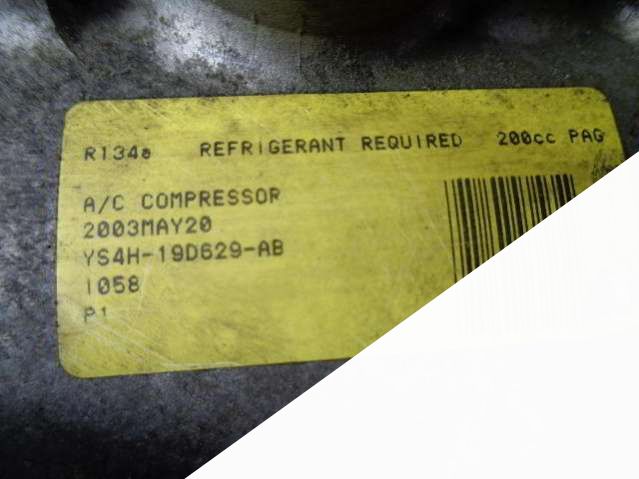 R134a REFRIGERANT REQUIRED 200cc PAG
A/C COMPRESSOR
2003MAY20
YS4H-19D629-AB
1058
P1